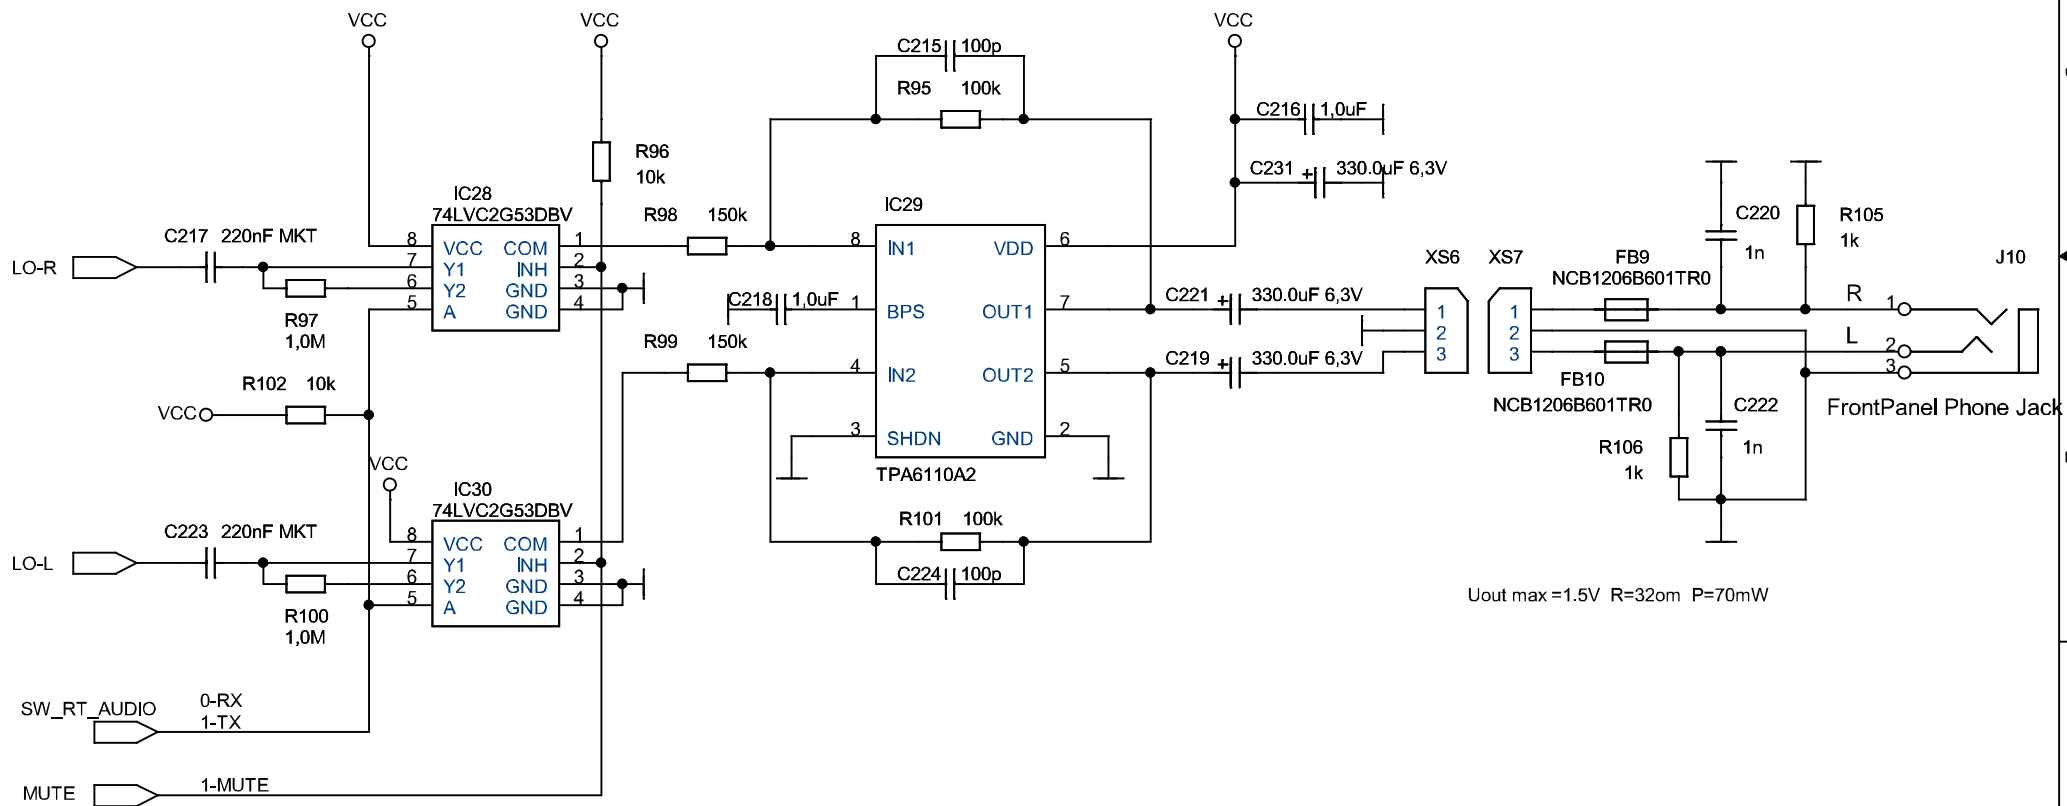 VCC
VCC
VCC
C215 100p
R95 100k
C216 1,0uF
C231 + 330.0uF 6,3V
R96
10k
IC28
74LVC2G53DBV
8 VCC COM 1
7 Y1 INH 2
6 Y2 GND 3
5 A GND 4
C217 220nF MKT
LO-R
R97
1,0M
R98 150k
R99 150k
C218 1,0uF
IC29
8 IN1 VDD 6
1 BPS OUT1 7
4 IN2 OUT2 5
3 SHDN GND 2
TPA6110A2
C221 + 330.0uF 6,3V
C219 + 330.0uF 6,3V
XS6
1
2
3
XS7
1
2
3
FB9
NCB1206B601TR0
FB10
NCB1206B601TR0
C220
1n
R105
1k
J10
R 1
L 2
3
FrontPanel Phone Jack
C222
1n
R106
1k
R102 10k
VCC
VCC
IC30
74LVC2G53DBV
8 VCC COM 1
7 Y1 INH 2
6 Y2 GND 3
5 A GND 4
C223 220nF MKT
LO-L
R100
1,0M
R101 100k
C224 100p
Uout max =1.5V R=32om P=70mW
SW_RT_AUDIO
0-RX
1-TX
MUTE
1-MUTE